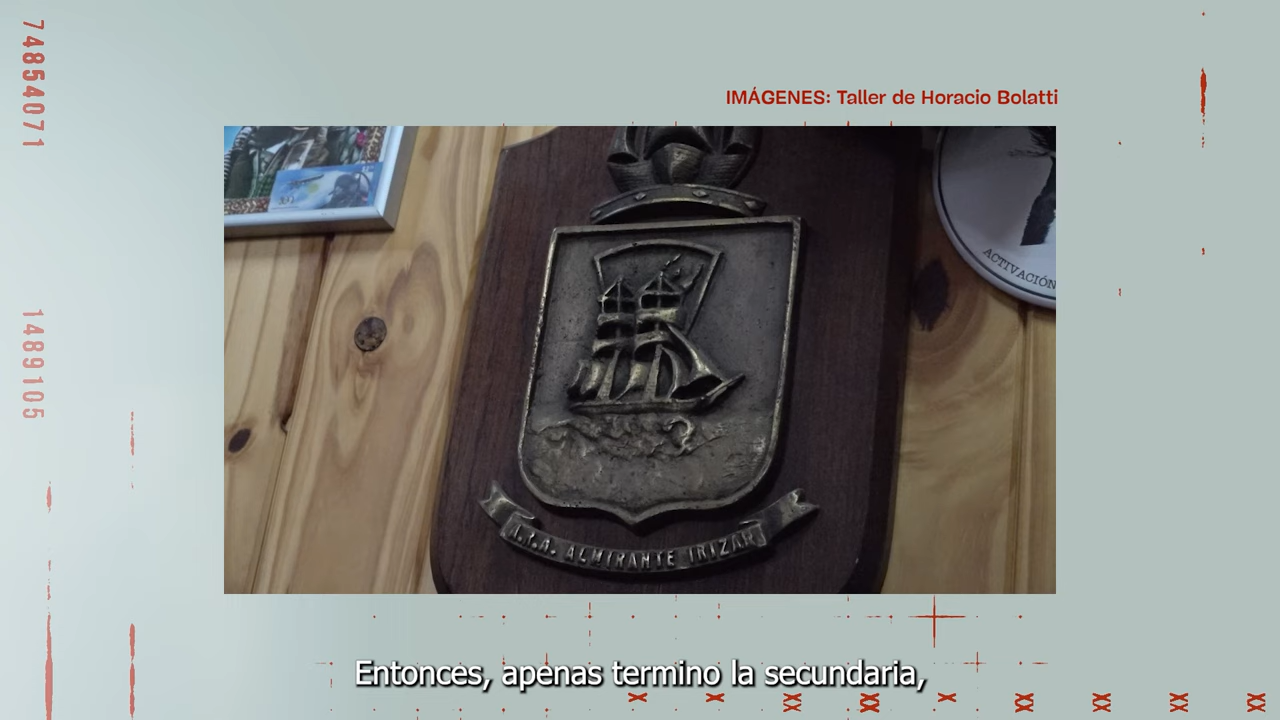 74854071
1489105
IMÁGENES: Taller de Horacio Bolatti
ACTIVACIÓN
A.R.A. ALMIRANTE IRIZAR
Entonces, apenas termino la secundaria,